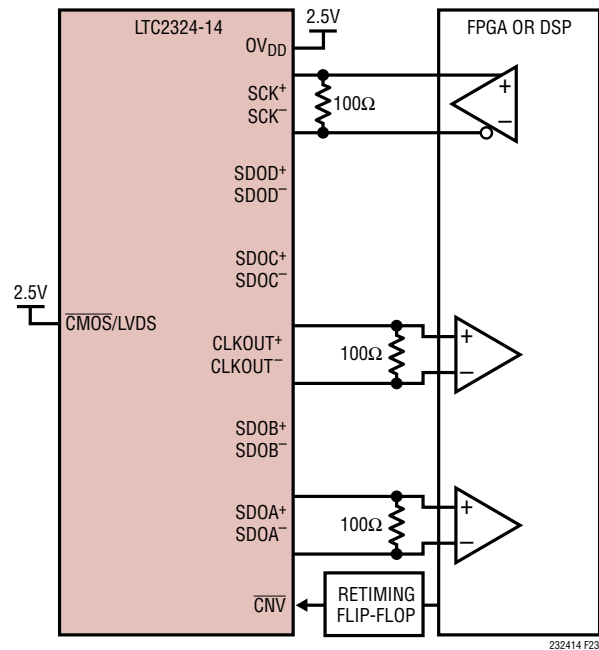 LTC2324-14
2.5V
FPGA OR DSP
OVDD
SCK+
SCK–
100Ω
+
–
SDOD+
SDOD–
SDOC+
SDOC–
2.5V
CMOS/LVDS
CLKOUT+
CLKOUT–
100Ω
+
–
SDOB+
SDOB–
SDOA+
SDOA–
100Ω
+
–
CNV
RETIMING
FLIP-FLOP
232414 F23